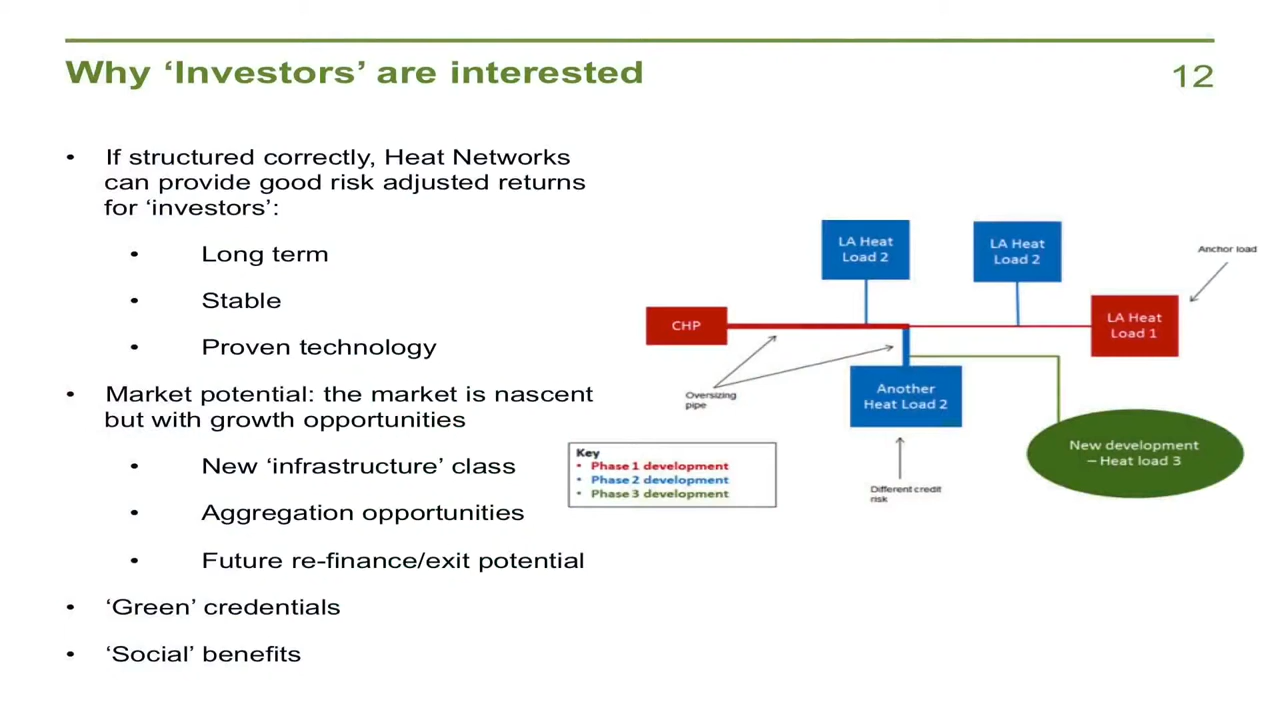 Why ‘Investors’ are interested
12
• If structured correctly, Heat Networks
can provide good risk adjusted returns
for ‘investors’:
• Long term
• Stable
• Proven technology
• Market potential: the market is nascent
but with growth opportunities
• New ‘infrastructure’ class
• Aggregation opportunities
• Future re-finance/exit potential
• ‘Green’ credentials
• ‘Social’ benefits
LA Heat
Load 2
LA Heat
Load 2
Anchor load
CHP
LA Heat
Load 1
Oversizing
pipe
Another
Heat Load 2
New development
– Heat load 3
Key
• Phase 1 development
• Phase 2 development
• Phase 3 development
Different credit
risk